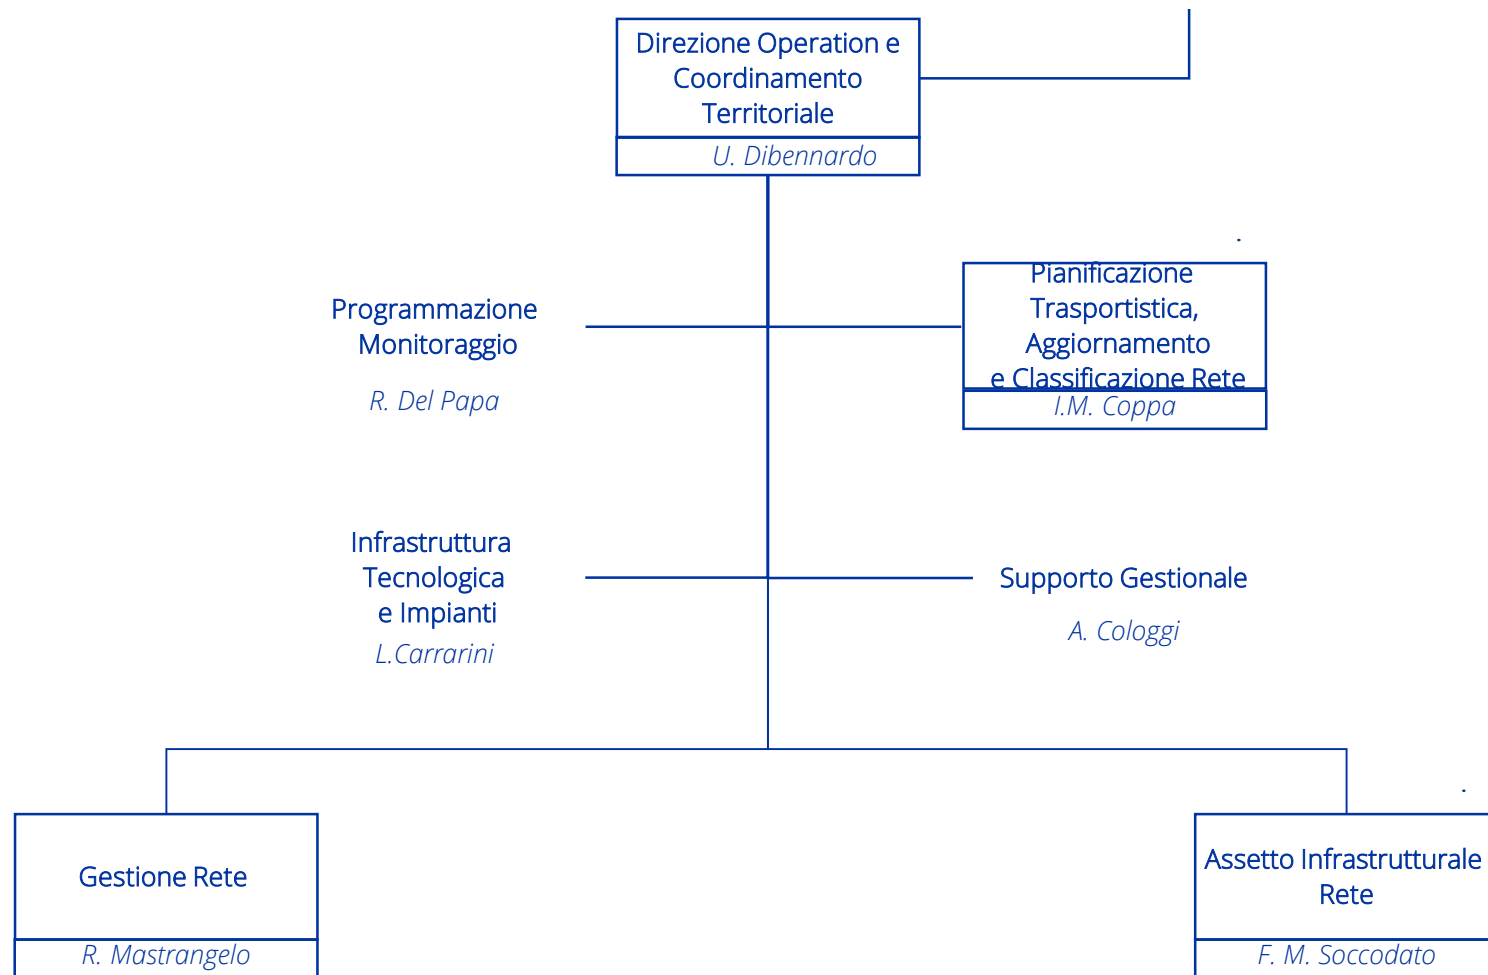 Direzione Operation e
Coordinamento
Territoriale
U. Dibennardo
Programmazione
Monitoraggio
R. Del Papa
Pianificazione
Trasportistica,
Aggiornamento
e Classificazione Rete
I.M. Coppa
Infrastruttura
Tecnologica
e Impianti
L.Carrarini
Supporto Gestionale
A. Cologgi
Gestione Rete
R. Mastrangelo
Assetto Infrastrutturale
Rete
F. M. Soccodato